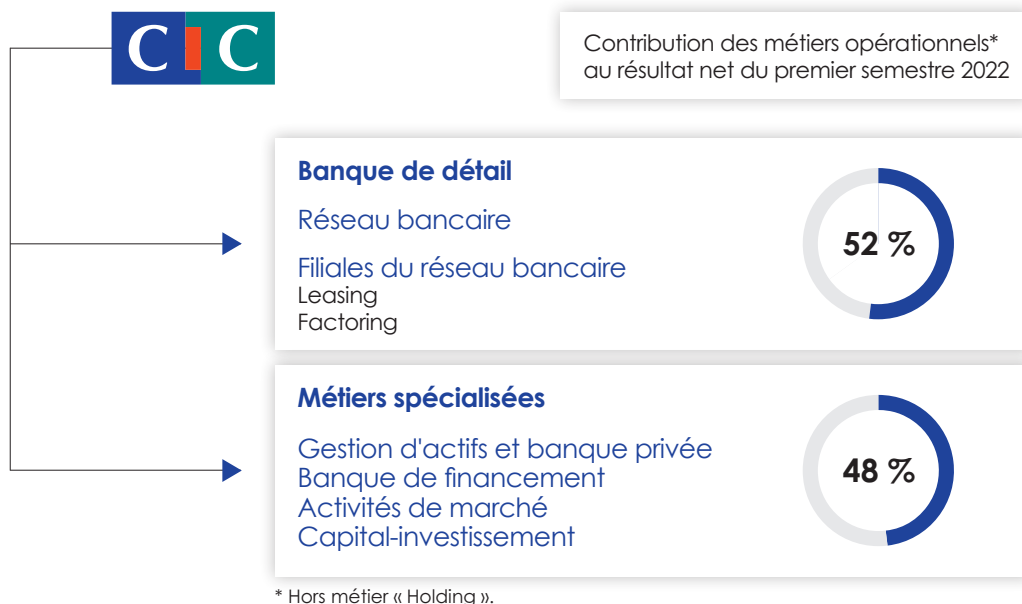 CIC
Contribution des métiers opérationnels*
au résultat net du premier semestre 2022
Banque de détail
Réseau bancaire
Filiales du réseau bancaire
Leasing
Factoring
52 %
Métiers spécialisées
Gestion d'actifs et banque privée
Banque de financement
Activités de marché
Capital-investissement
48 %
* Hors métier « Holding ».